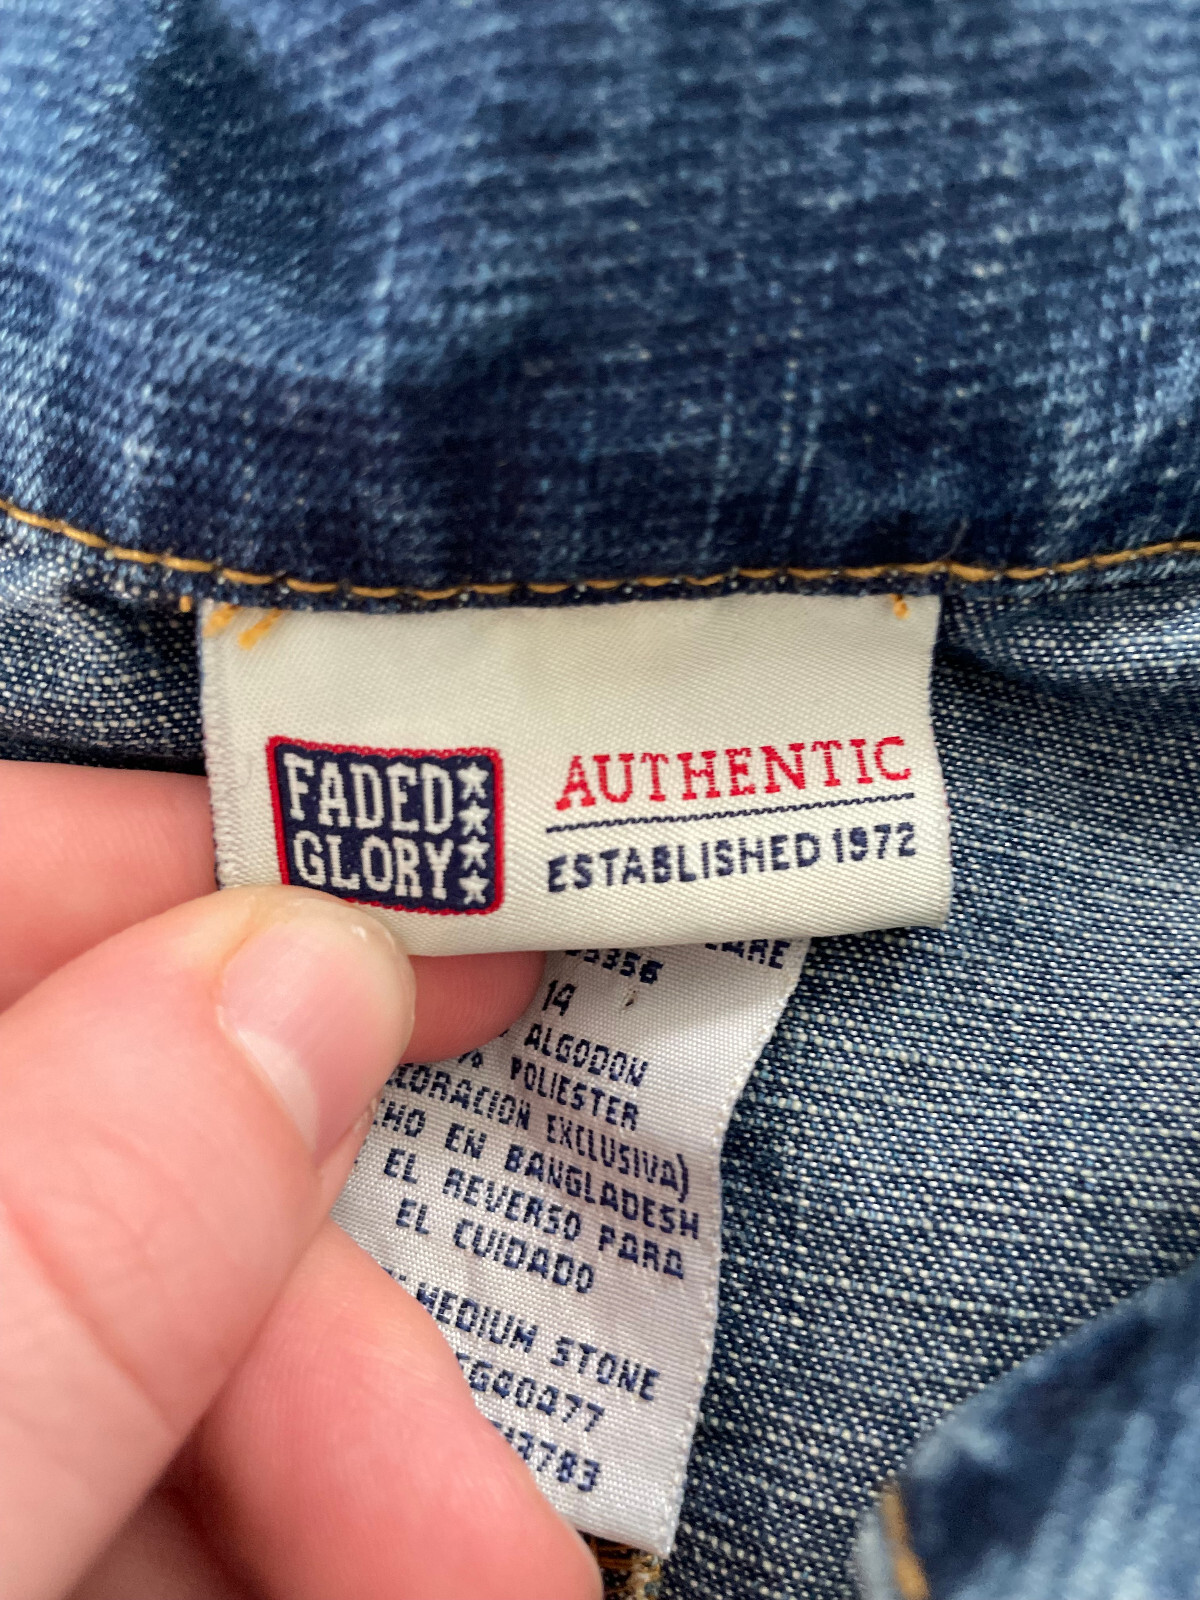 FADED
GLORY
AUTHENTIC
ESTABLISHED 1972
14
ALGODON
% POLIESTER
EXCLUSIVA)
EN BANGLADESH
EL REVERSO PARA
EL CUIDADO
MEDIUM STONE